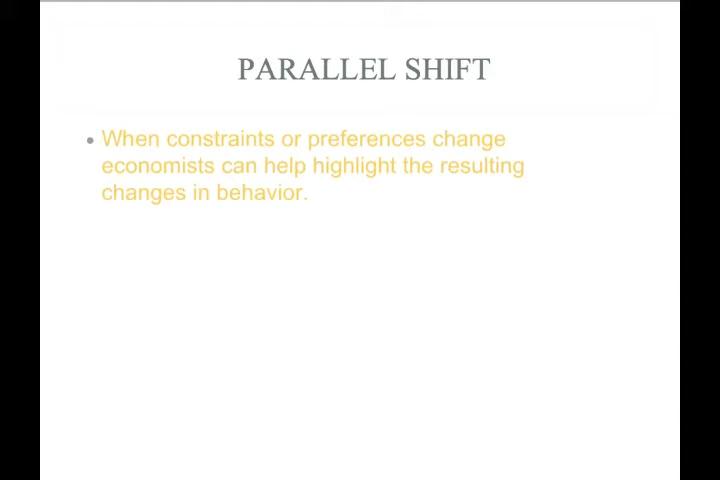 PARALLEL SHIFT
• When constraints or preferences change
economists can help highlight the resulting
changes in behavior.